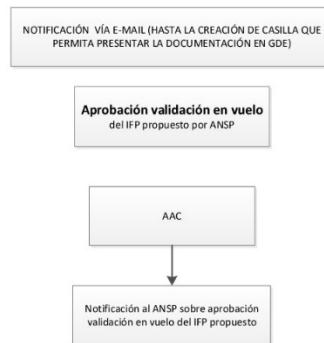 NOTIFICACIÓN VÍA E-MAIL (HASTA LA CREACIÓN DE CASILLA QUE
PERMITA PRESENTAR LA DOCUMENTACIÓN EN GDE)
Aprobación validación en vuelo
del IFP propuesto por ANSP
AAC
Notificación al ANSP sobre aprobación
validación en vuelo del IFP propuesto